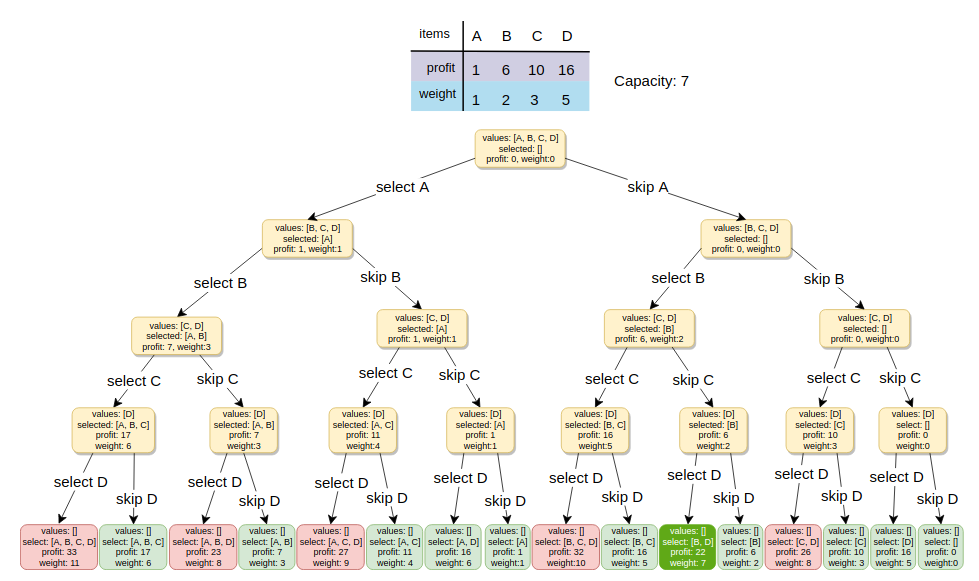 items A B C D
profit 1 6 10 16
Capacity: 7
weight 1 2 3 5
values: [A, B, C, D]
selected: []
profit: 0, weight:0
select A
skip A
values: [B, C, D]
selected: [A]
profit: 1, weight:1
values: [B, C, D]
selected: []
profit: 0, weight:0
select B
skip B
select B
skip B
values: [C, D]
selected: [A, B]
profit: 7, weight:3
values: [C, D]
selected: [A]
profit: 1, weight:1
values: [C, D]
selected: [B]
profit: 6, weight:2
values: [C, D]
selected: []
profit: 0, weight:0
select C
skip C
select C
skip C
select C
skip C
select C
skip C
values: [D]
selected: [A, B, C]
profit: 17
weight: 6
values: [D]
selected: [A, B]
profit: 7
weight:3
values: [D]
selected: [A, C]
profit: 11
weight:4
values: [D]
selected: [A]
profit: 1
weight:1
values: [D]
selected: [B, C]
profit: 16
weight:5
values: [D]
selected: [B]
profit: 6
weight:2
values: [D]
selected: [C]
profit: 10
weight:3
values: [D]
select: []
profit: 0
weight:0
select D
skip D
select D
skip D
select D
skip D
select D
skip D
select D
skip D
select D
skip D
select D
skip D
select D
skip D
values: []
select: [A, B, C, D]
profit: 33
weight: 11
values: []
select: [A, B, C]
profit: 17
weight: 6
values: []
select: [A, B, D]
profit: 23
weight: 8
values: []
select: [A, B]
profit: 7
weight: 3
values: []
select: [A, C, D]
profit: 27
weight: 9
values: []
select: [A, C]
profit: 11
weight: 4
values: []
select: [A, D]
profit: 16
weight: 6
values: []
select: [A]
profit: 1
weight:1
values: []
select: [B, C, D]
profit: 32
weight:10
values: []
select: [B, C]
profit: 16
weight: 5
values: []
select: [B, D]
profit: 22
weight: 7
values: []
select: [B]
profit: 6
weight: 2
values: []
select: [C, D]
profit: 26
weight: 8
values: []
select: [C]
profit: 10
weight: 3
values: []
select: [D]
profit: 16
weight: 5
values: []
select: []
profit: 0
weight:0